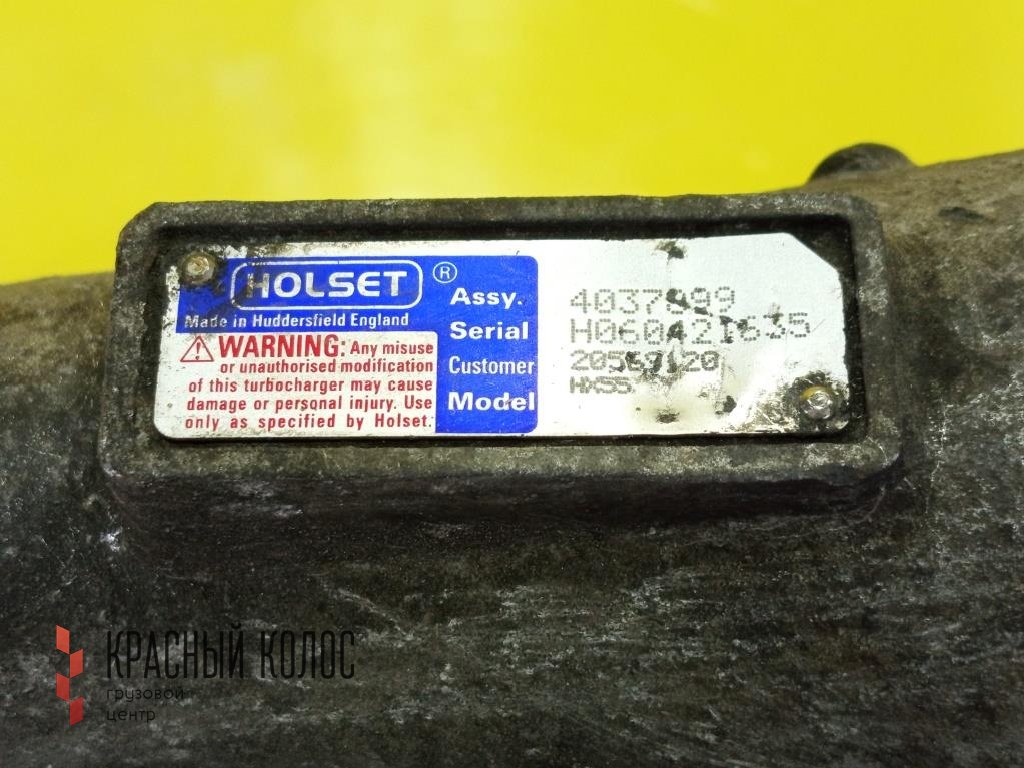 HOLSET ®
Made in Huddersfield England
WARNING: Any misuse
or unauthorised modification
of this turbocharger may cause
damage or personal injury. Use
only as specified by Holset.
Assy.
Serial
Customer
Model
HX55
КРАСНЫЙ КОЛОС
грузовой
центр